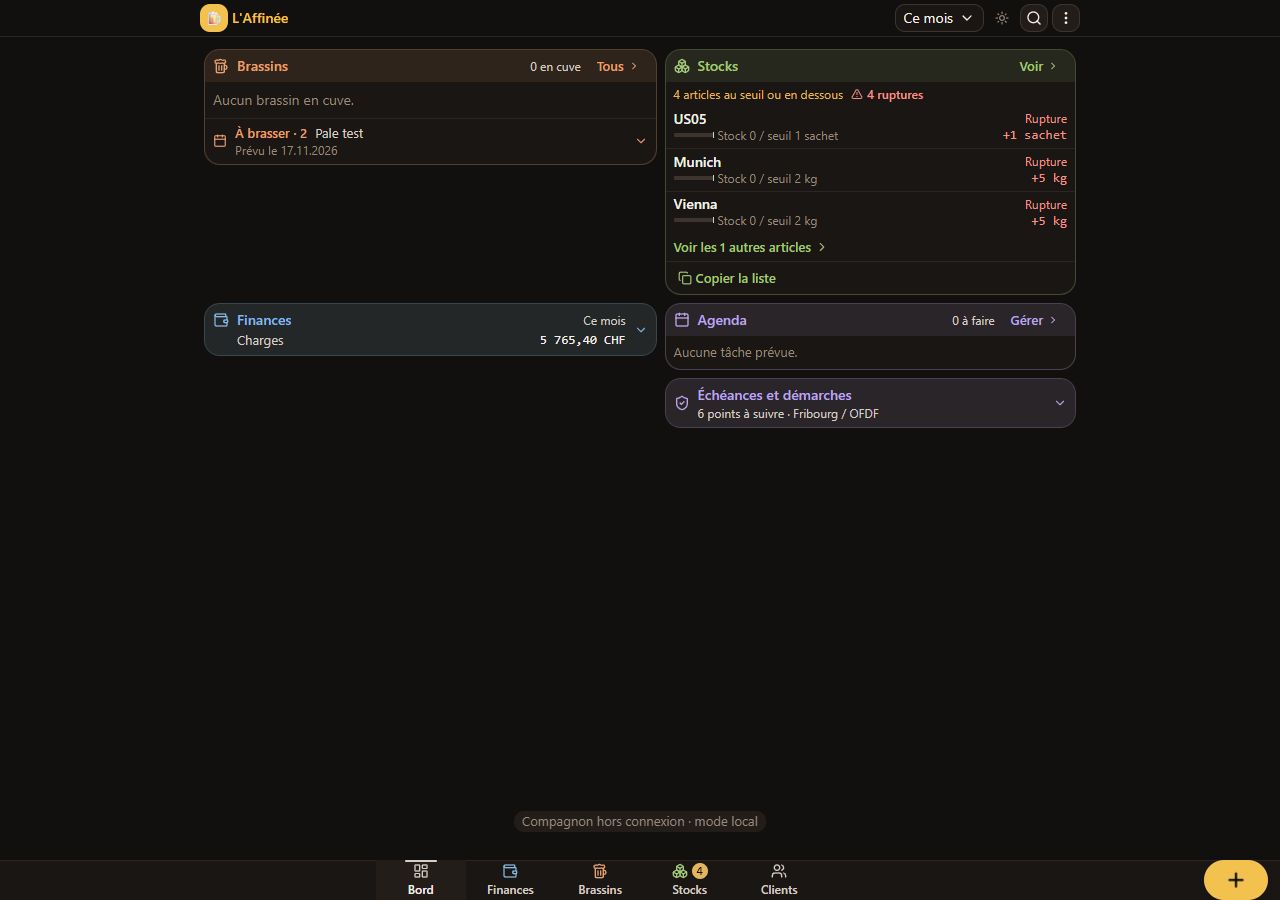 L'Affinée
Ce mois
Brassins
0 en cuve
Tous
Aucun brassin en cuve.
À brasser · 2 Pale test
Prévu le 17.11.2026
Stocks
Voir
4 articles au seuil ou en dessous 4 ruptures
US05
Rupture
Stock 0 / seuil 1 sachet
+1 sachet
Munich
Rupture
Stock 0 / seuil 2 kg
+5 kg
Vienna
Rupture
Stock 0 / seuil 2 kg
+5 kg
Voir les 1 autres articles
Copier la liste
Finances
Ce mois
Charges
5 765,40 CHF
Agenda
0 à faire
Gérer
Aucune tâche prévue.
Échéances et démarches
6 points à suivre · Fribourg / OFDF
Compagnon hors connexion · mode local
Bord
Finances
Brassins
Stocks
4
Clients